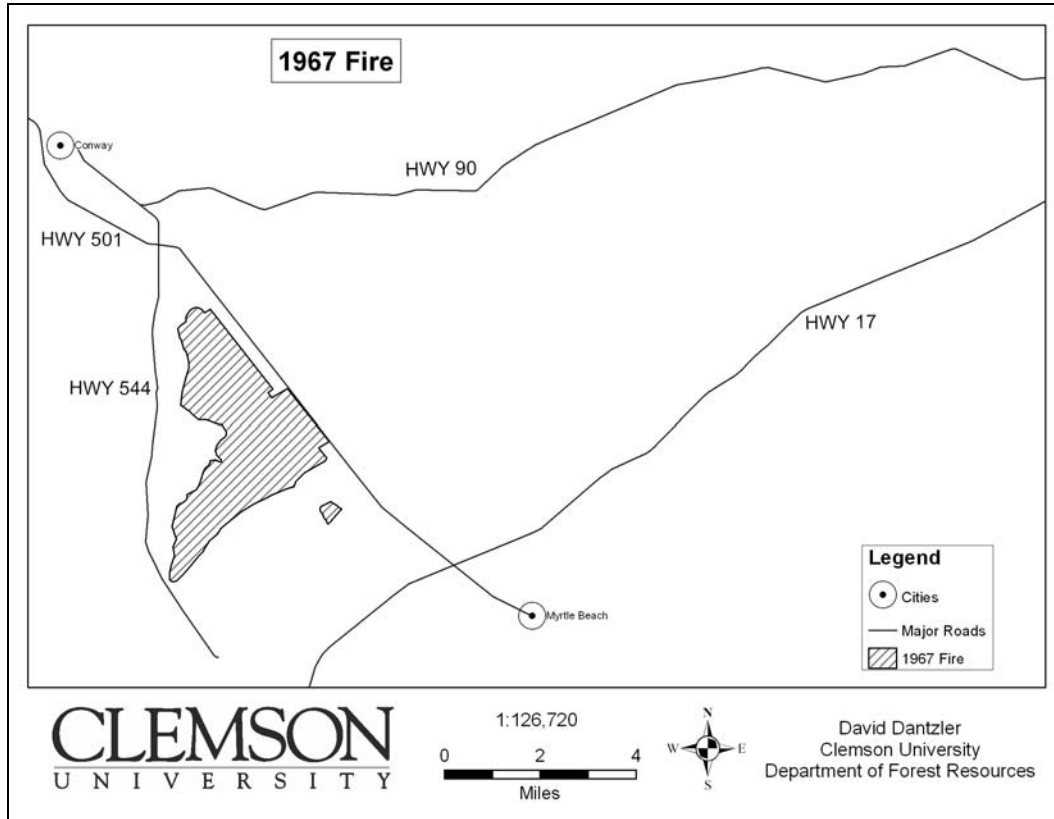 1967 Fire
Conway
HWY 90
HWY 501
HWY 17
HWY 544
Legend
Cities
Myrtle Beach
Major Roads
1967 Fire
CLEMSON
UNIVERSITY
1:126,720
0 2 4
Miles
N
W E
S
David Dantzler
Clemson University
Department of Forest Resources